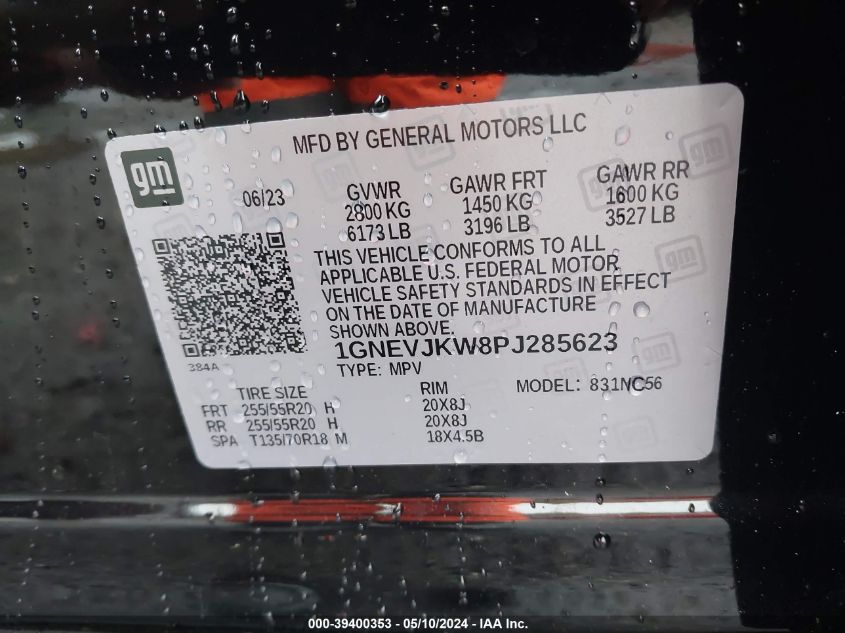 MFD BY GENERAL MOTORS LLC
gm
06/23
GVWR GAWR FRT GAWR RR
2800 KG 1450 KG 1600 KG
6173 LB 3196 LB 3527 LB
THIS VEHICLE CONFORMS TO ALL
APPLICABLE U.S. FEDERAL MOTOR
VEHICLE SAFETY STANDARDS IN EFFECT
ON THE DATE OF MANUFACTURE
SHOWN ABOVE.
1GNEVJKW8PJ285623
384A
TYPE: MPV
MODEL: 831NC56
TIRE SIZE RIM
FRT 255/55R20 H 20X8J
RR 255/55R20 H 20X8J
SPA T135/70R18 M 18X4.5B
000-39400353 - 05/10/2024 - IAA Inc.